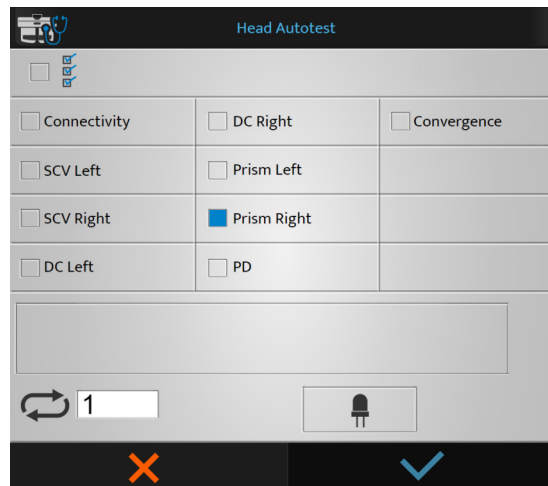 Head Autotest
Connectivity
DC Right
Convergence
SCV Left
Prism Left
SCV Right
Prism Right
DC Left
PD
1